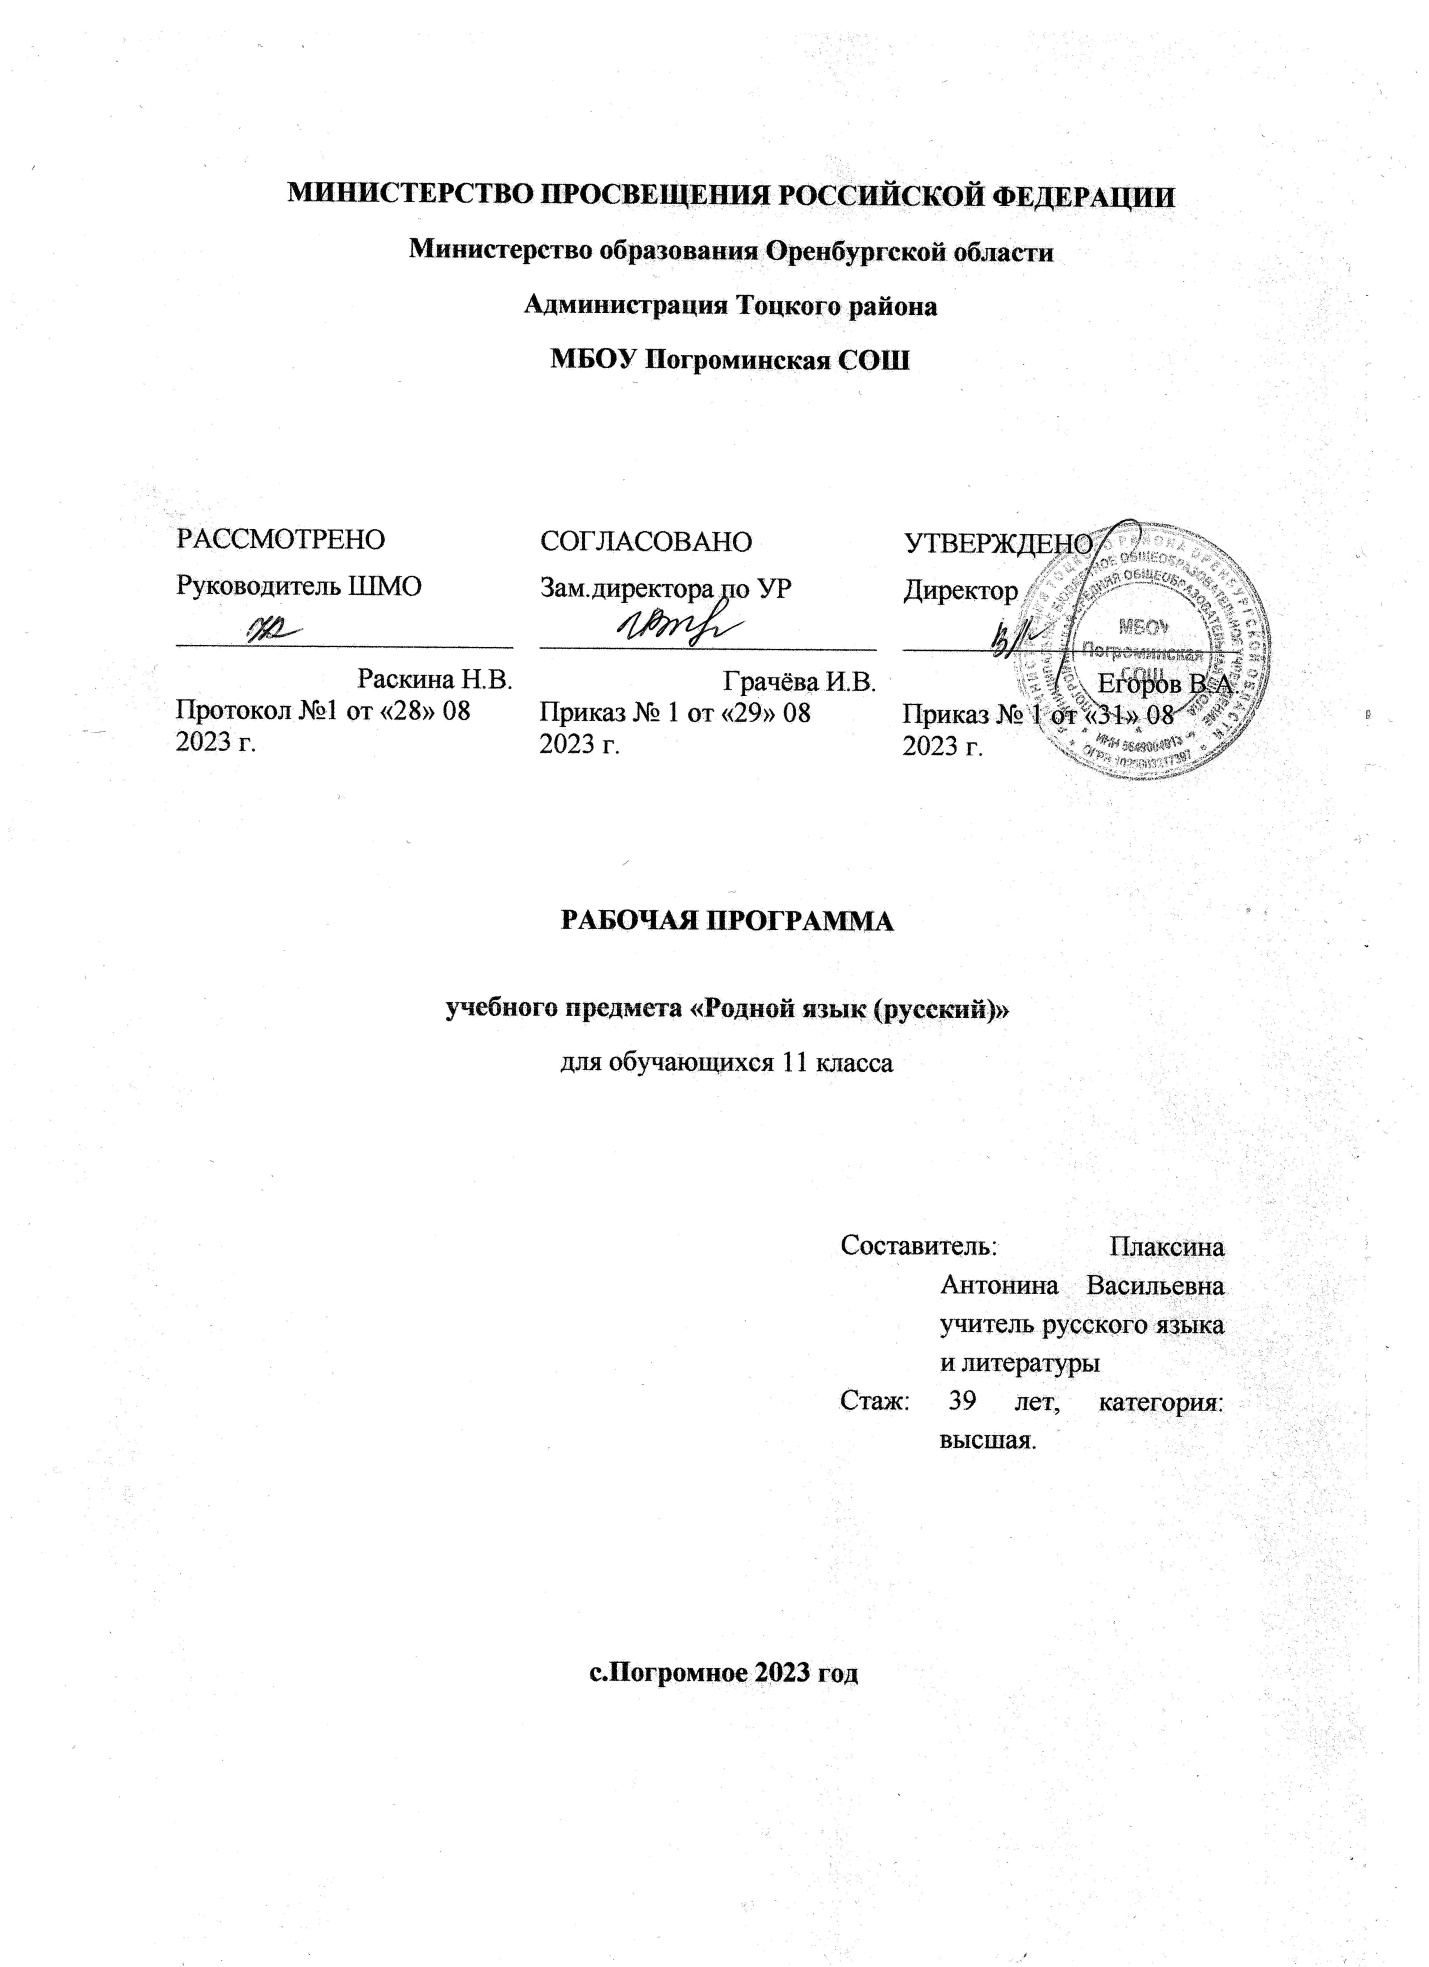 МИНИСТЕРСТВО ПРОСВЕЩЕНИЯ РОССИЙСКОЙ ФЕДЕРАЦИИ
Министерство образования Оренбургской области
Администрация Тоцкого района
МБОУ Погроминская СОШ
РАССМОТРЕНО
Руководитель ШМО
Раскина Н.В.
Протокол №1 от «28» 08
2023 г.
СОГЛАСОВАНО
Зам.директора по УР
Грачёва И.В.
Приказ № 1 от «29» 08
2023 г.
УТВЕРЖДЕНО
Директор
Егоров В.А.
Приказ № 1 от «31» 08
2023 г.
МБОУ
Погроминская
СОШ
РАБОЧАЯ ПРОГРАММА
учебного предмета «Родной язык (русский)»
для обучающихся 11 класса
Составитель: Плаксина
Антонина Васильевна
учитель русского языка
и литературы
Стаж: 39 лет, категория:
высшая.
с.Погромное 2023 год